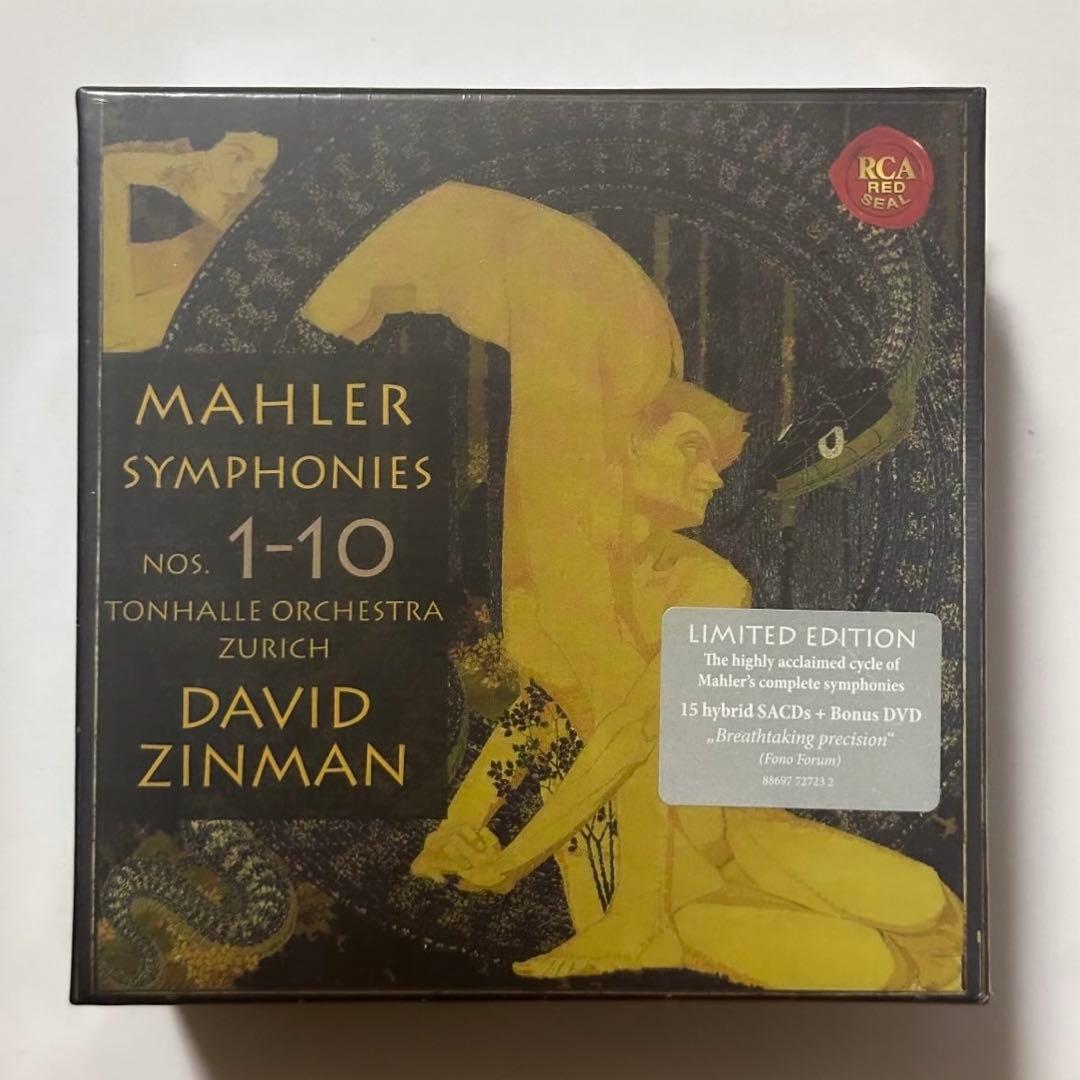 RCA
RED
SEAL
MAHLER
SYMPHONIES
NOS. 1-10
TONHALLE ORCHESTRA
ZURICH
DAVID
ZINMAN
LIMITED EDITION
The highly acclaimed cycle of
Mahler's complete symphonies
15 hybrid SACDs + Bonus DVD
„Breathtaking precision“
(Fono Forum)
88697 72723 2